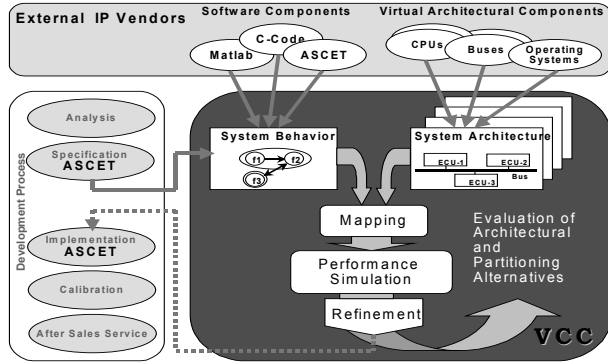 External IP Vendors
Software Components
Virtual Architectural Components
Matlab
C-Code
ASCET
CPUs
Buses
Operating
Systems
Development Process
Analysis
Specification
ASCET
Implementation
ASCET
Calibration
After Sales Service
System Behavior
f1
f2
f3
System Architecture
ECU-1
ECU-2
Bus
ECU-3
Mapping
Performance
Simulation
Refinement
Evaluation of
Architectural
and
Partitioning
Alternatives
VCC